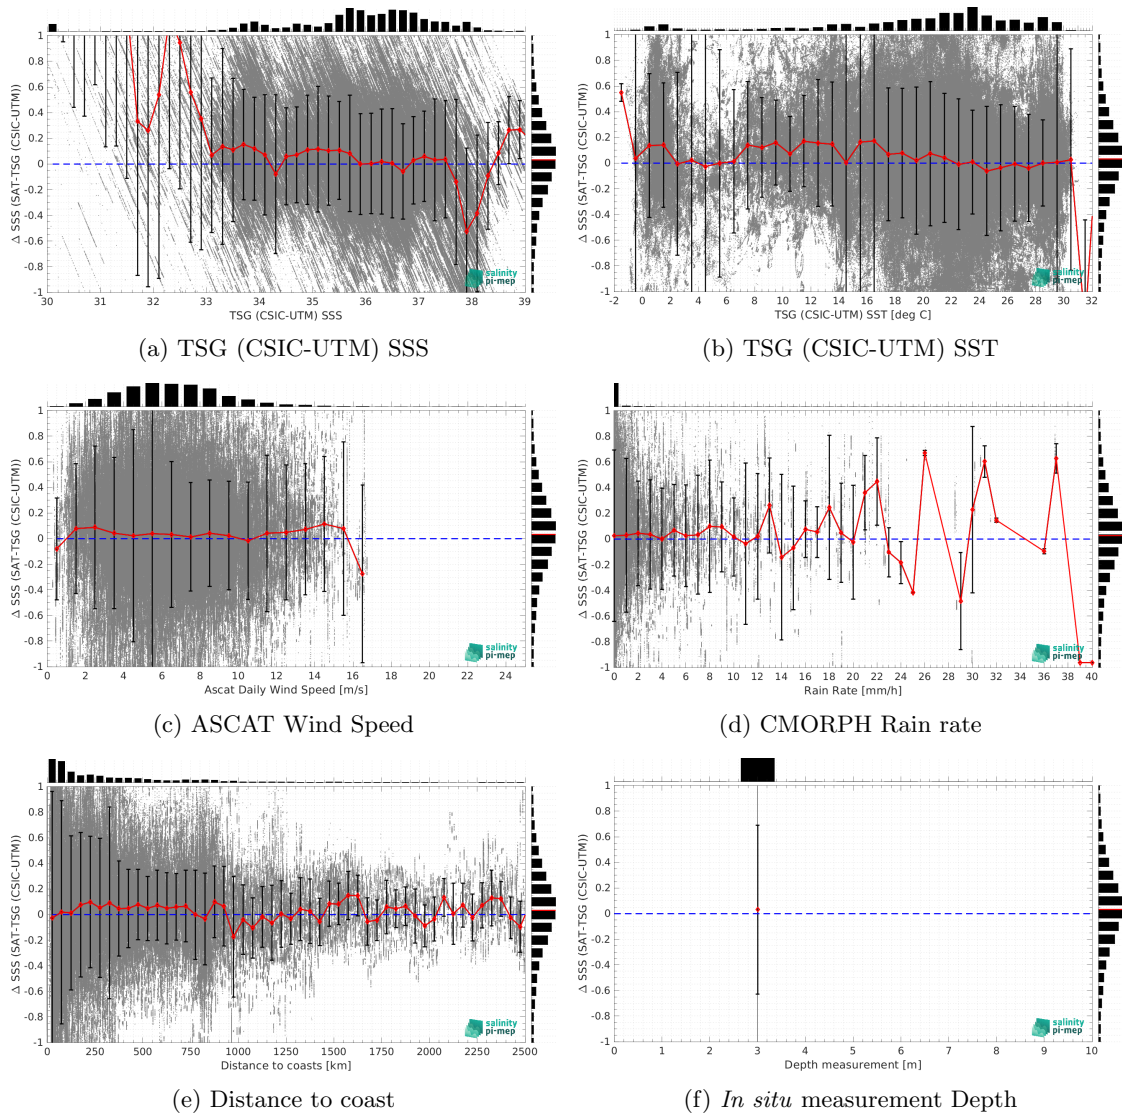 Δ SSS (SAT-TSG (CSIC-UTM))
1
0.8
0.6
0.4
0.2
0
-0.2
-0.4
-0.6
-0.8
-1
30 31 32 33 34 35 36 37 38 39
TSG (CSIC-UTM) SSS
salinity
pi-mep
(a) TSG (CSIC-UTM) SSS
Δ SSS (SAT-TSG (CSIC-UTM))
1
0.8
0.6
0.4
0.2
0
-0.2
-0.4
-0.6
-0.8
-1
-2 0 2 4 6 8 10 12 14 16 18 20 22 24 26 28 30 32
TSG (CSIC-UTM) SST [deg C]
salinity
pi-mep
(b) TSG (CSIC-UTM) SST
Δ SSS (SAT-TSG (CSIC-UTM))
1
0.8
0.6
0.4
0.2
0
-0.2
-0.4
-0.6
-0.8
-1
0 2 4 6 8 10 12 14 16 18 20 22 24
Ascat Daily Wind Speed [m/s]
salinity
pi-mep
(c) ASCAT Wind Speed
Δ SSS (SAT-TSG (CSIC-UTM))
1
0.8
0.6
0.4
0.2
0
-0.2
-0.4
-0.6
-0.8
-1
0 2 4 6 8 10 12 14 16 18 20 22 24 26 28 30 32 34 36 38 40
Rain Rate [mm/h]
salinity
pi-mep
(d) CMORPH Rain rate
Δ SSS (SAT-TSG (CSIC-UTM))
1
0.8
0.6
0.4
0.2
0
-0.2
-0.4
-0.6
-0.8
-1
0 250 500 750 1000 1250 1500 1750 2000 2250 2500
Distance to coasts [km]
salinity
pi-mep
(e) Distance to coast
Δ SSS (SAT-TSG (CSIC-UTM))
1
0.8
0.6
0.4
0.2
0
-0.2
-0.4
-0.6
-0.8
-1
0 1 2 3 4 5 6 7 8 9 10
Depth measurement [m]
salinity
pi-mep
(f) In situ measurement Depth